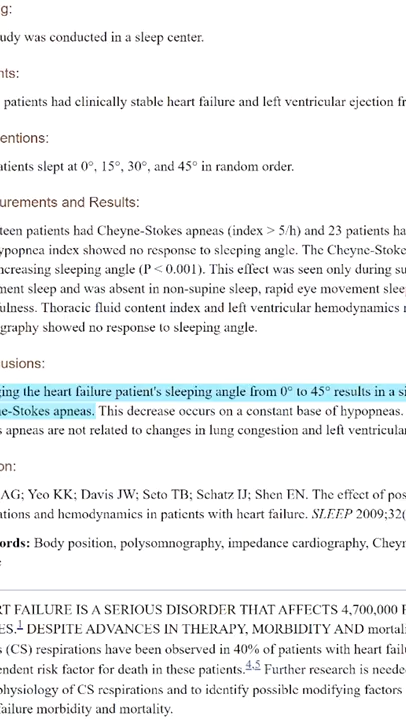 g:
udy was conducted in a sleep center.
nts:
patients had clinically stable heart failure and left ventricular ejection fr
entions:
atients slept at 0°, 15°, 30°, and 45° in random order.
urements and Results:
teen patients had Cheyne-Stokes apneas (index > 5/h) and 23 patients ha
ypopnea index showed no response to sleeping angle. The Cheyne-Stoke
ncreasing sleeping angle (P < 0.001). This effect was seen only during su
ment sleep and was absent in non-supine sleep, rapid eye movement slee
fulness. Thoracic fluid content index and left ventricular hemodynamics
graphy showed no response to sleeping angle.
usions:
ging the heart failure patient's sleeping angle from 0° to 45° results in a si
e-Stokes apneas. This decrease occurs on a constant base of hypopneas.
s apneas are not related to changes in lung congestion and left ventricular
on:
AG; Yeo KK; Davis JW; Seto TB; Schatz IJ; Shen EN. The effect of pos
ations and hemodynamics in patients with heart failure. SLEEP 2009;32(
ords: Body position, polysomnography, impedance cardiography, Cheyn
e
RT FAILURE IS A SERIOUS DISORDER THAT AFFECTS 4,700,000
ES.1 DESPITE ADVANCES IN THERAPY, MORBIDITY AND mortali
s (CS) respirations have been observed in 40% of patients with heart fail
endent risk factor for death in these patients.4,5 Further research is neede
physiology of CS respirations and to identify possible modifying factors
failure morbidity and mortality.